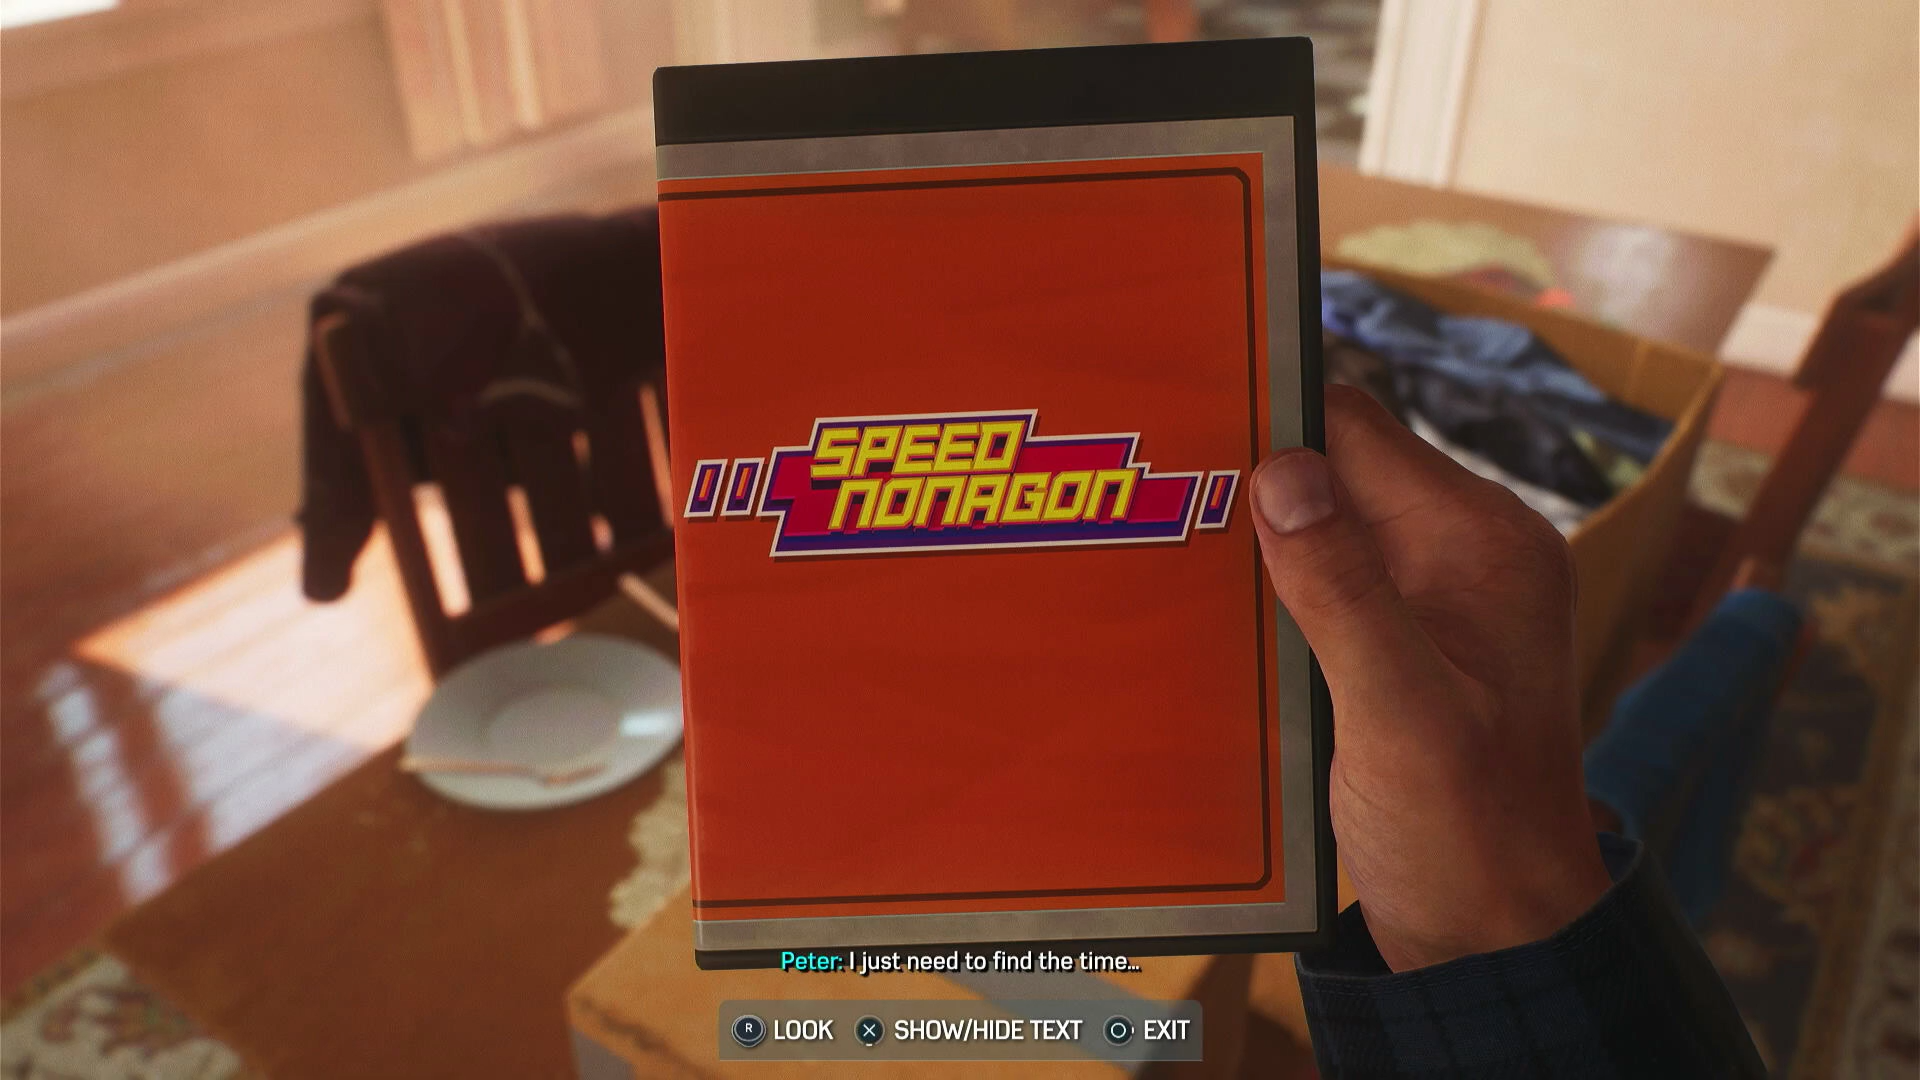 SPEED
NONAGON
Peter: I just need to find the time...
R LOOK SHOW/HIDE TEXT EXIT